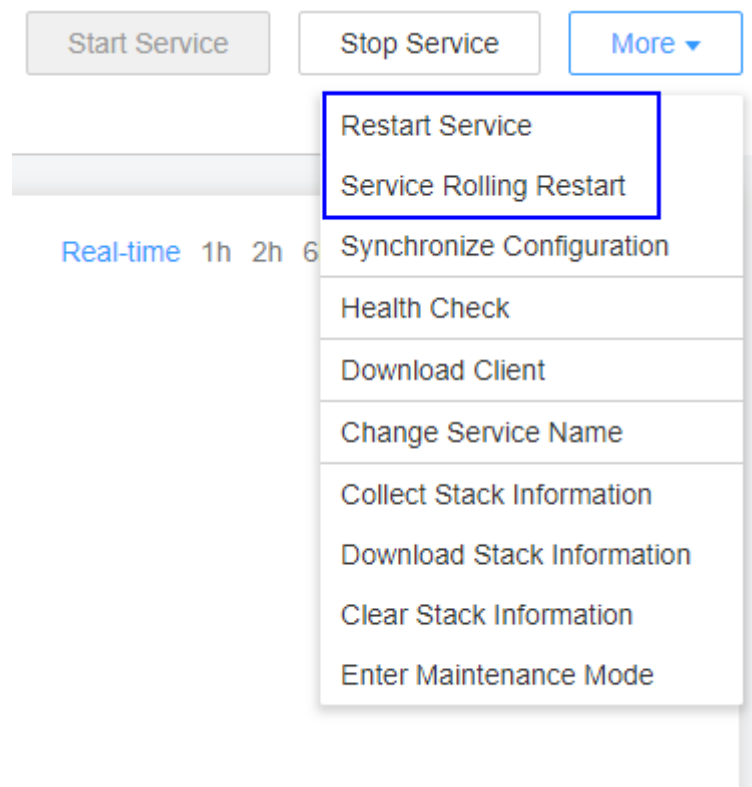 Start Service Stop Service More
Restart Service
Service Rolling Restart
Real-time 1h 2h 6 Synchronize Configuration
Health Check
Download Client
Change Service Name
Collect Stack Information
Download Stack Information
Clear Stack Information
Enter Maintenance Mode